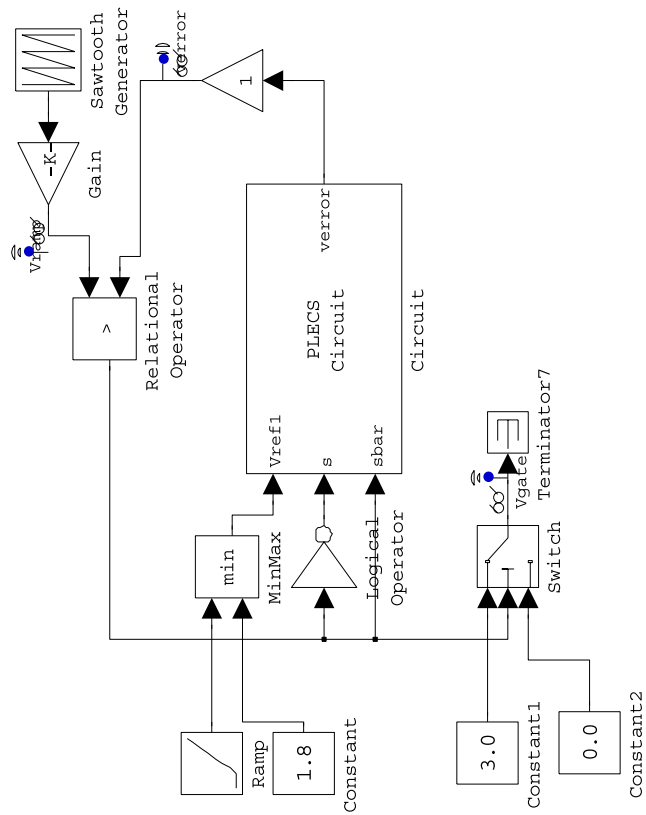 Vramp
-K-
Gain
Sawtooth
Generator
>
Relational
Operator
verror
1
min
MinMax
Ramp
1.8
Constant
Vref1
s
sbar
PLECS
Circuit
verror
Circuit
Logical
Operator
3.0
Constant1
0.0
Constant2
Switch
Vgate
Terminator7